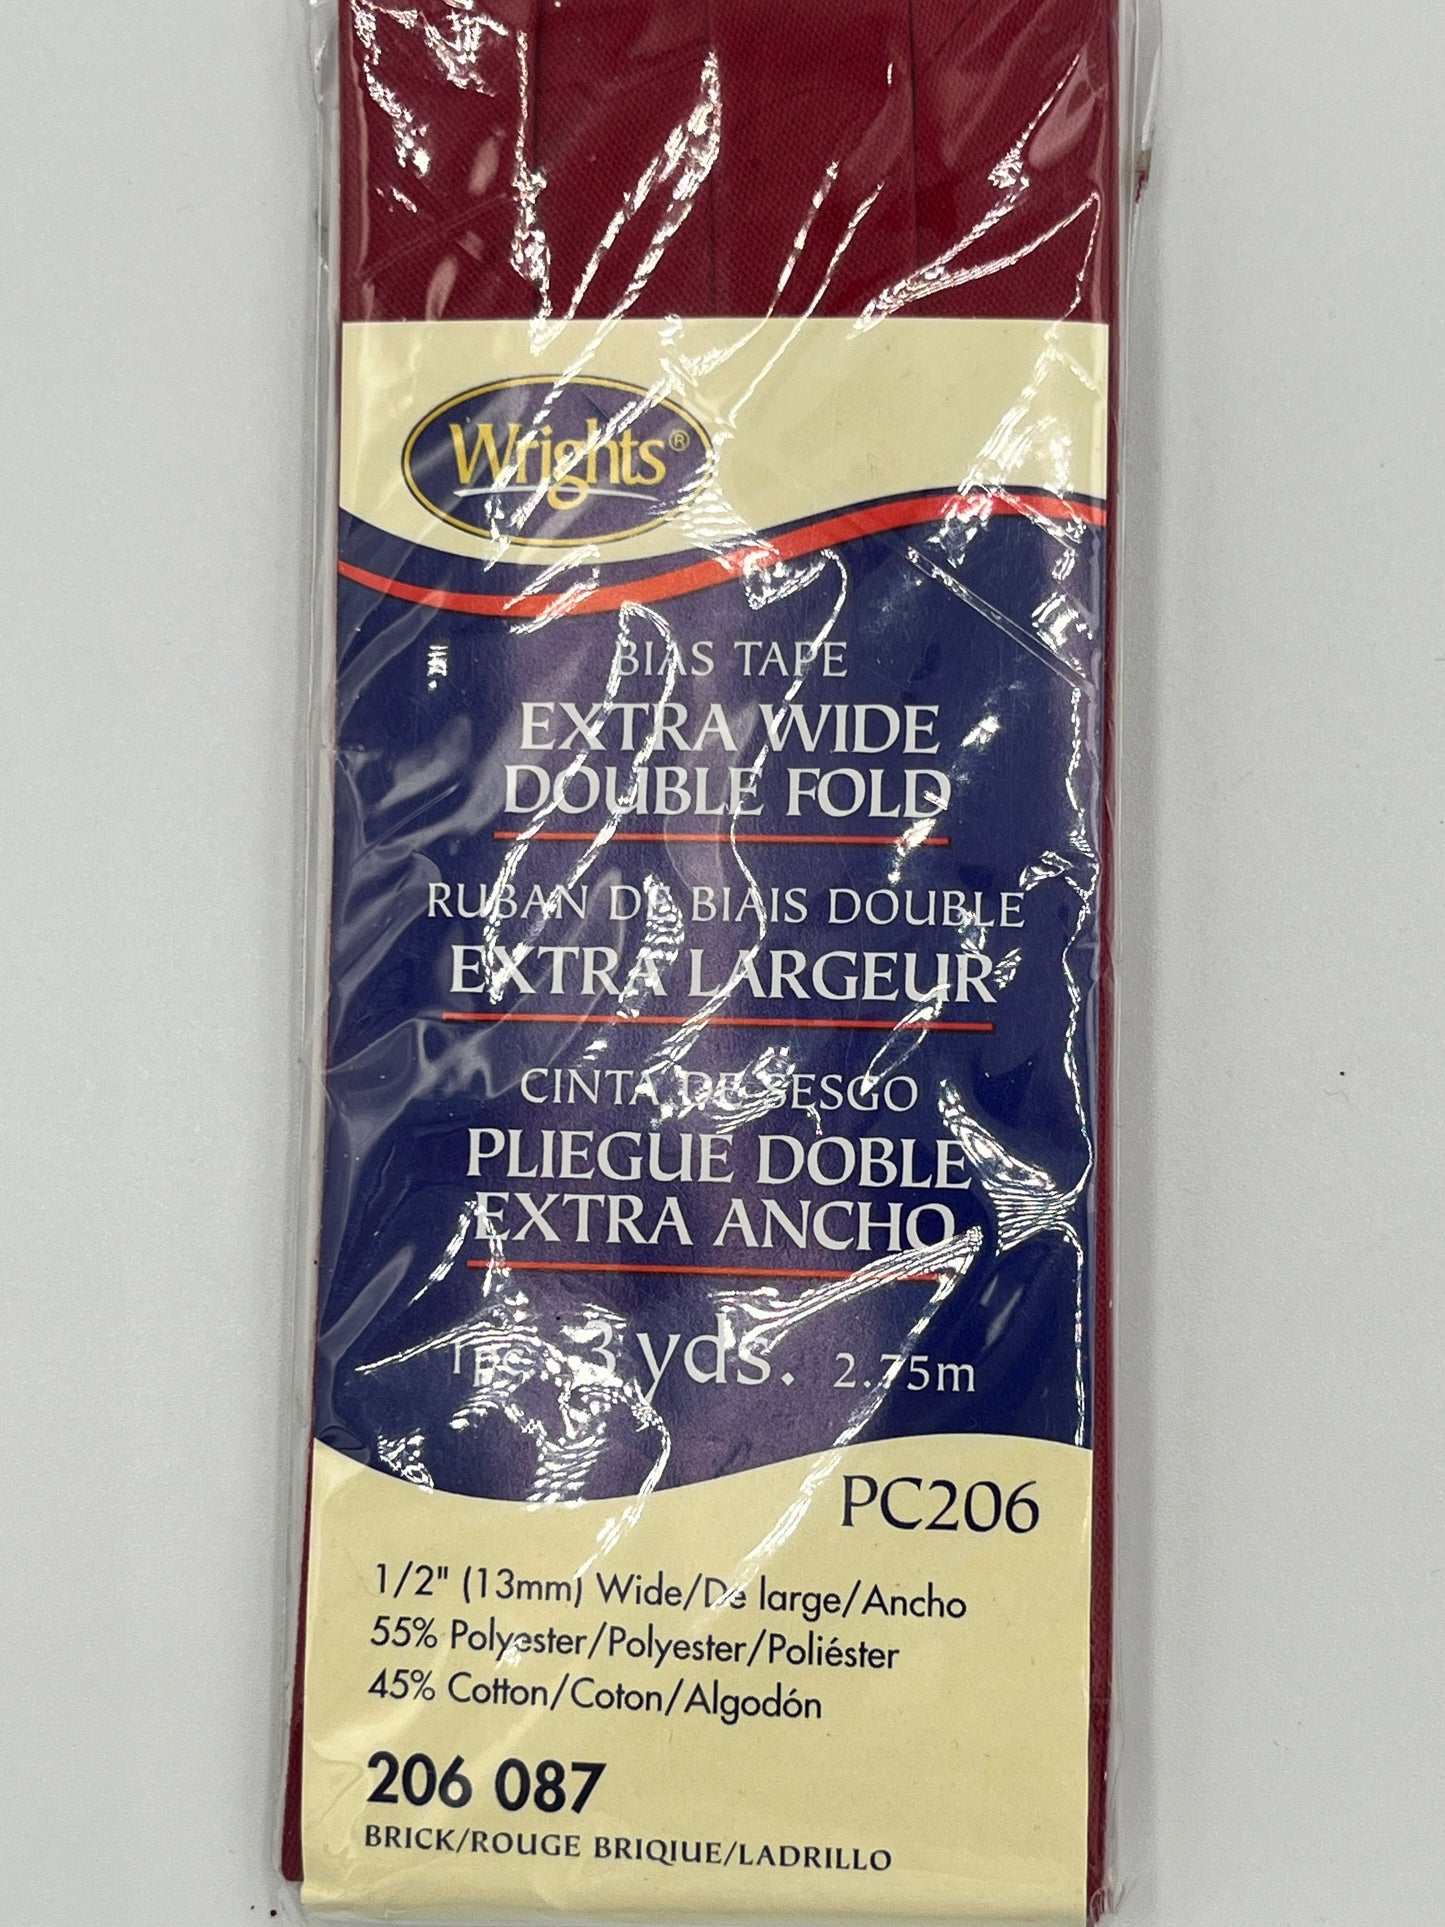 Wrights®
BIAS TAPE
EXTRA WIDE
DOUBLE FOLD
RUBAN DE BIAIS DOUBLE
EXTRA LARGEUR
CINTA DE SESGO
PLIEGUE DOBLE
EXTRA ANCHO
1pc. 3 yds. 2.75m
PC206
1/2" (13mm) Wide/De large/Ancho
55% Polyester/Polyester/Poliéster
45% Cotton/Coton/Algodón
206 087
BRICK/ROUGE BRIQIUE/LADRILLO